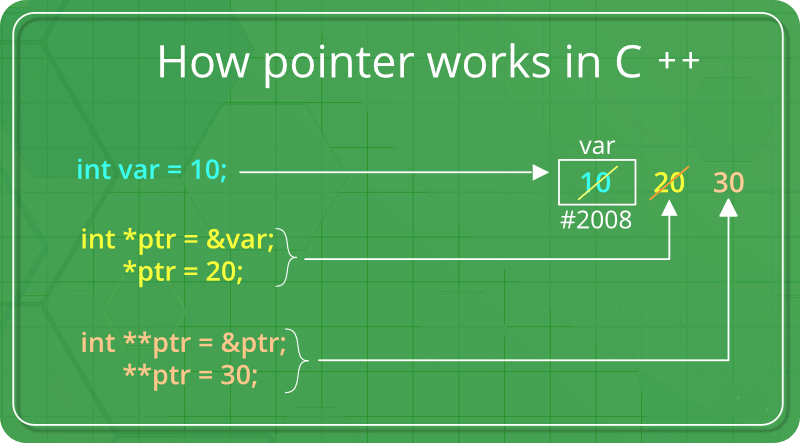 How pointer works in C ++
var
int var = 10;
10 20 30
#2008
int *ptr = &var;
*ptr = 20;
int **ptr = &ptr;
**ptr = 30;